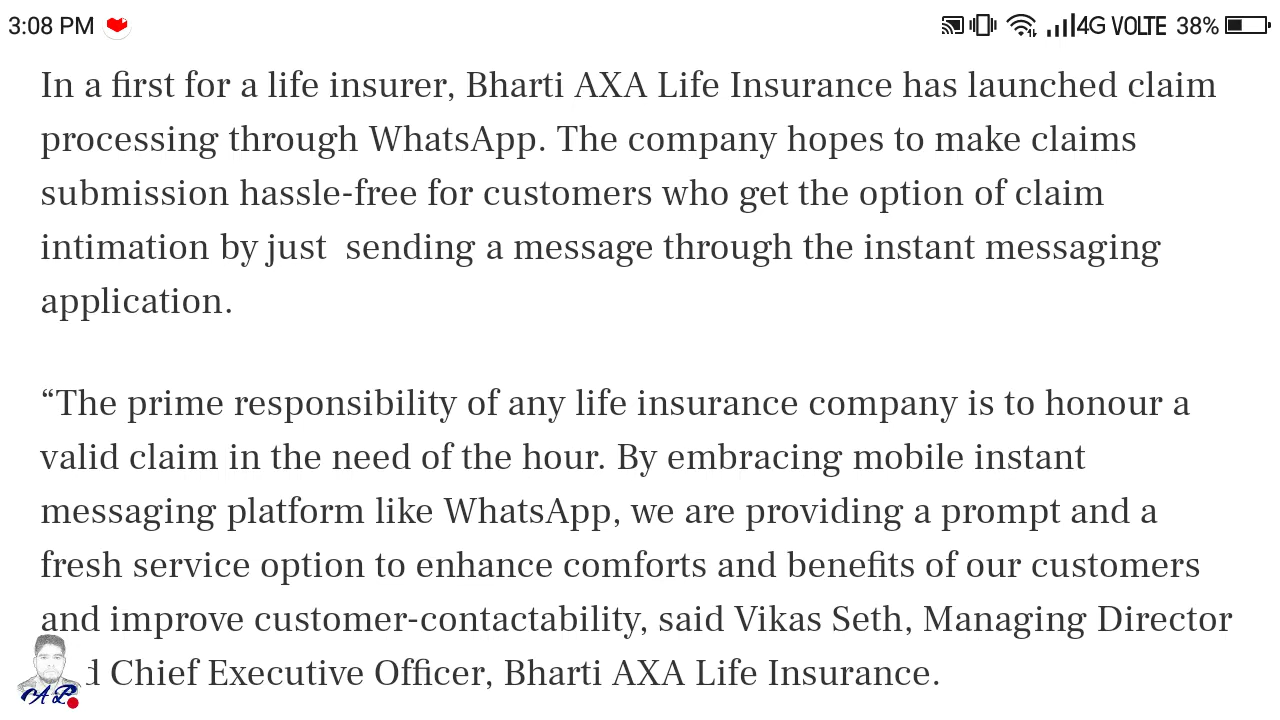 3:08 PM 4G VOLTE 38%
In a first for a life insurer, Bharti AXA Life Insurance has launched claim
processing through WhatsApp. The company hopes to make claims
submission hassle-free for customers who get the option of claim
intimation by just  sending a message through the instant messaging
application.
“The prime responsibility of any life insurance company is to honour a
valid claim in the need of the hour. By embracing mobile instant
messaging platform like WhatsApp, we are providing a prompt and a
fresh service option to enhance comforts and benefits of our customers
and improve customer-contactability, said Vikas Seth, Managing Director
d Chief Executive Officer, Bharti AXA Life Insurance.